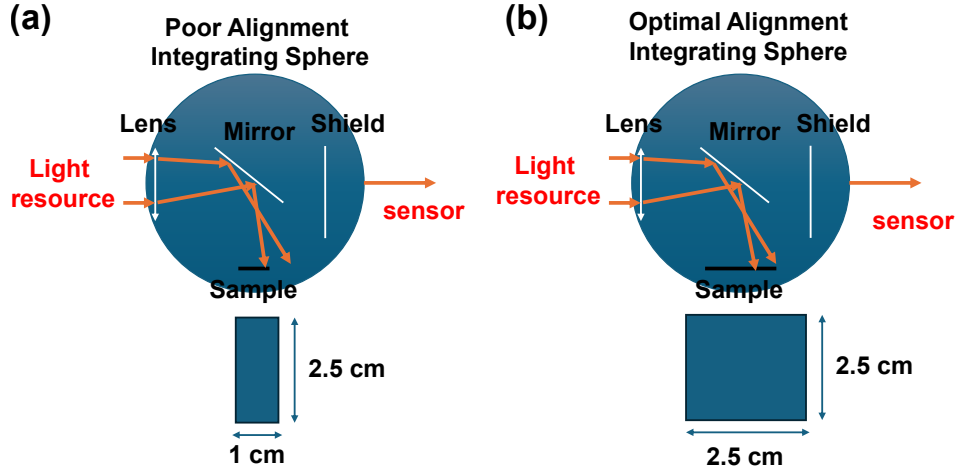 (a)
Poor Alignment
Integrating Sphere
Lens
Mirror
Shield
Light
resource
sensor
Sample
2.5 cm
1 cm
(b)
Optimal Alignment
Integrating Sphere
Lens
Mirror
Shield
Light
resource
sensor
Sample
2.5 cm
2.5 cm